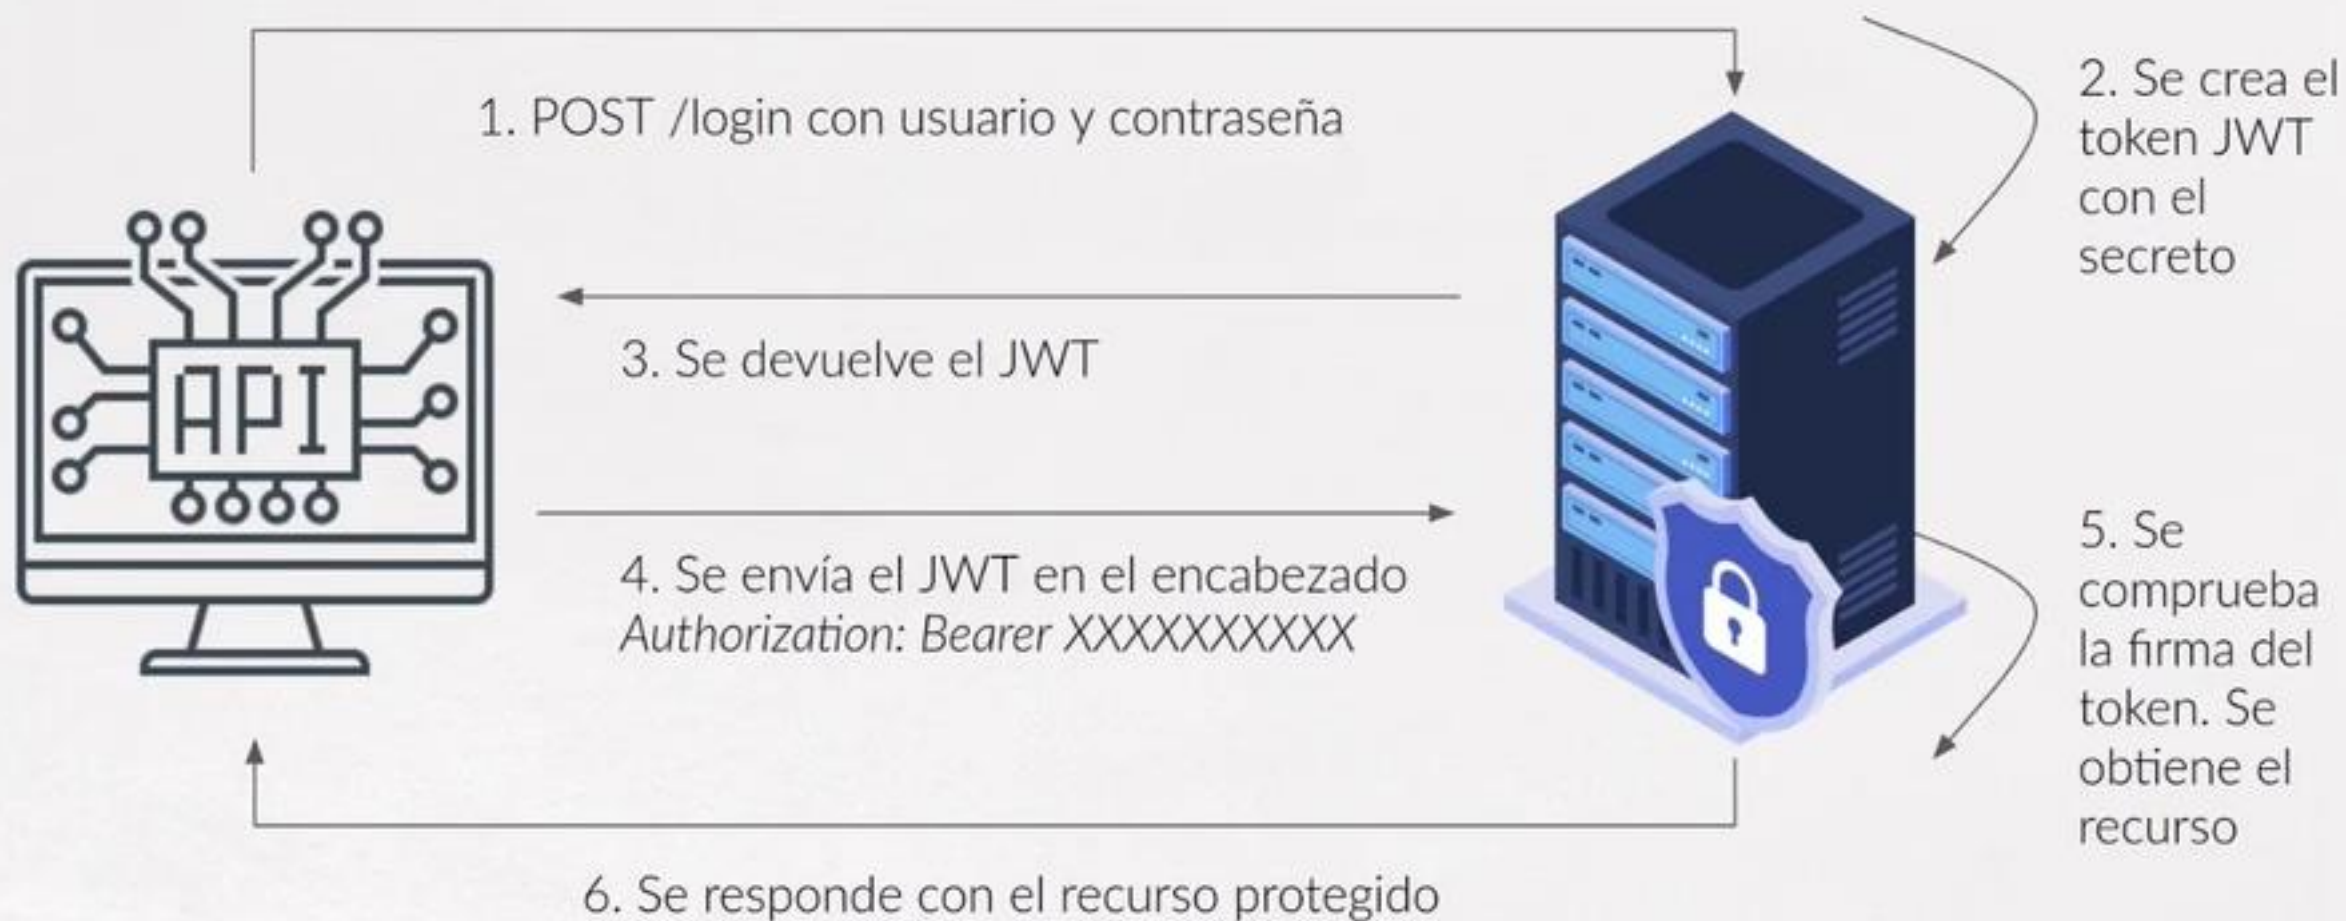 1. POST /login con usuario y contraseña
2. Se crea el
token JWT
con el
secreto
API
3. Se devuelve el JWT
4. Se envía el JWT en el encabezado
Authorization: Bearer XXXXXXXXXX
5. Se
comprueba
la firma del
token. Se
obtiene el
recurso
6. Se responde con el recurso protegido